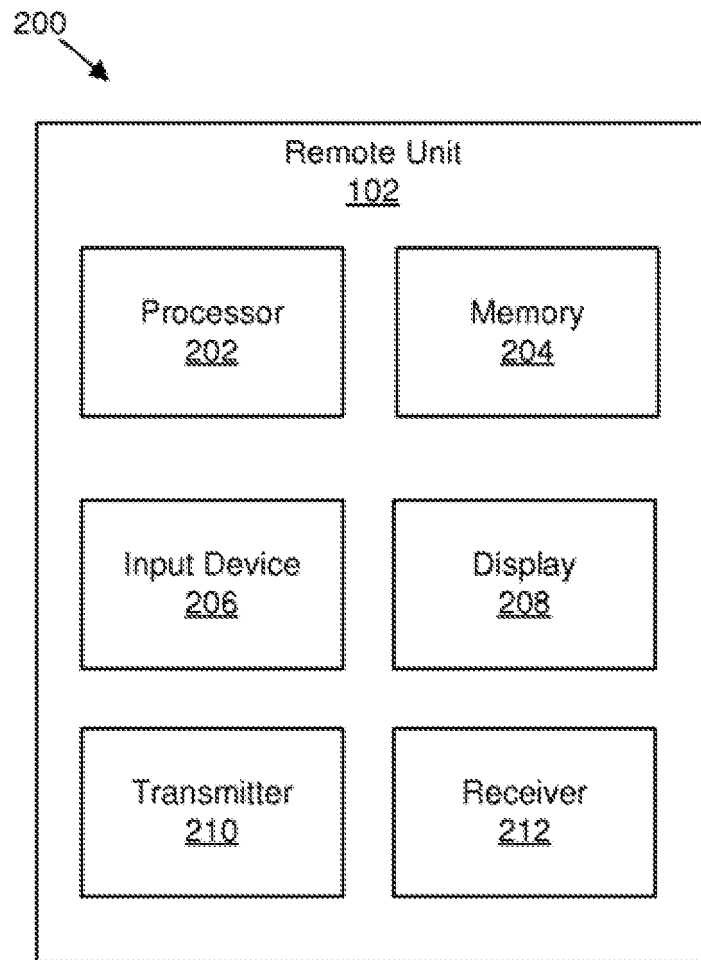 200
Remote Unit
102
Processor
202
Memory
204
Input Device
206
Display
208
Transmitter
210
Receiver
212